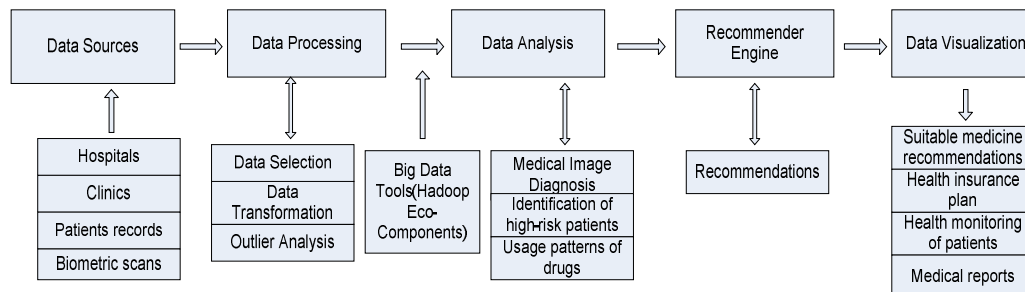 Data Sources
Data Processing
Data Analysis
Recommender
Engine
Data Visualization
Hospitals
Clinics
Patients records
Biometric scans
Data Selection
Data
Transformation
Outlier Analysis
Big Data
Tools(Hadoop
Eco-
Components)
Medical Image
Diagnosis
Identification of
high-risk patients
Usage patterns of
drugs
Recommendations
Suitable medicine
recommendations
Health insurance
plan
Health monitoring
of patients
Medical reports